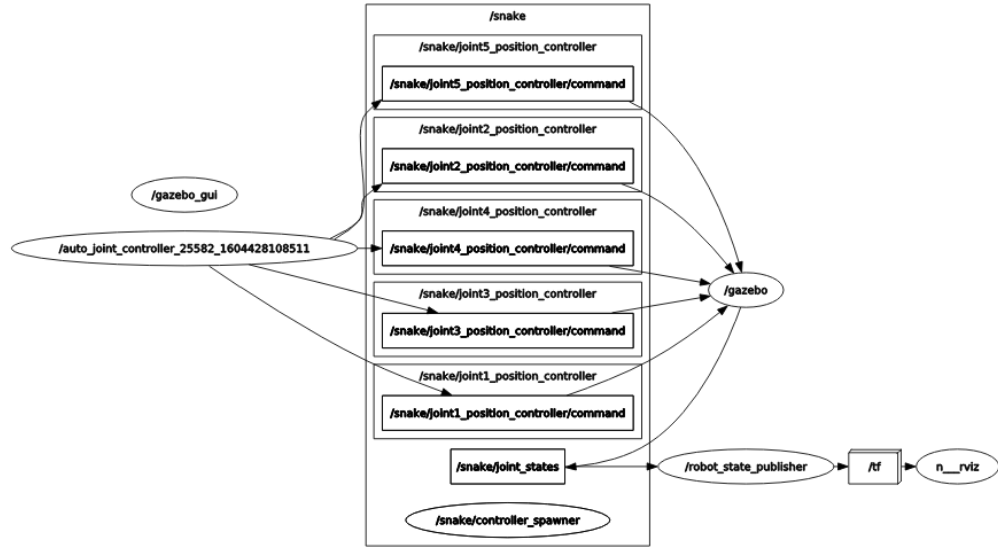 /snake
/snake/joint5_position_controller
/snake/joint5_position_controller/command
/snake/joint2_position_controller
/snake/joint2_position_controller/command
/gazebo_gui
/snake/joint4_position_controller
/auto_joint_controller_25582_1604428108511
/snake/joint4_position_controller/command
/snake/joint3_position_controller
/gazebo
/snake/joint3_position_controller/command
/snake/joint1_position_controller
/snake/joint1_position_controller/command
/snake/joint_states
/robot_state_publisher
/tf
n__rviz
/snake/controller_spawner